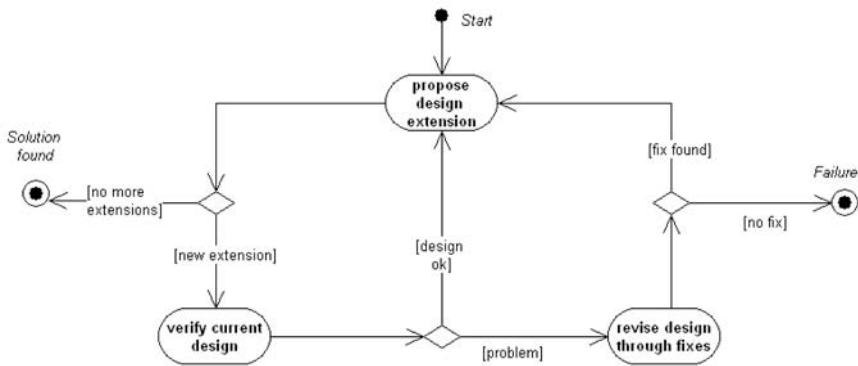 Start
propose
design
extension
Solution
found
[no more
extensions]
[fix found]
Failure
[no fix]
[new extension]
[design
ok]
verify current
design
[problem]
revise design
through fixes